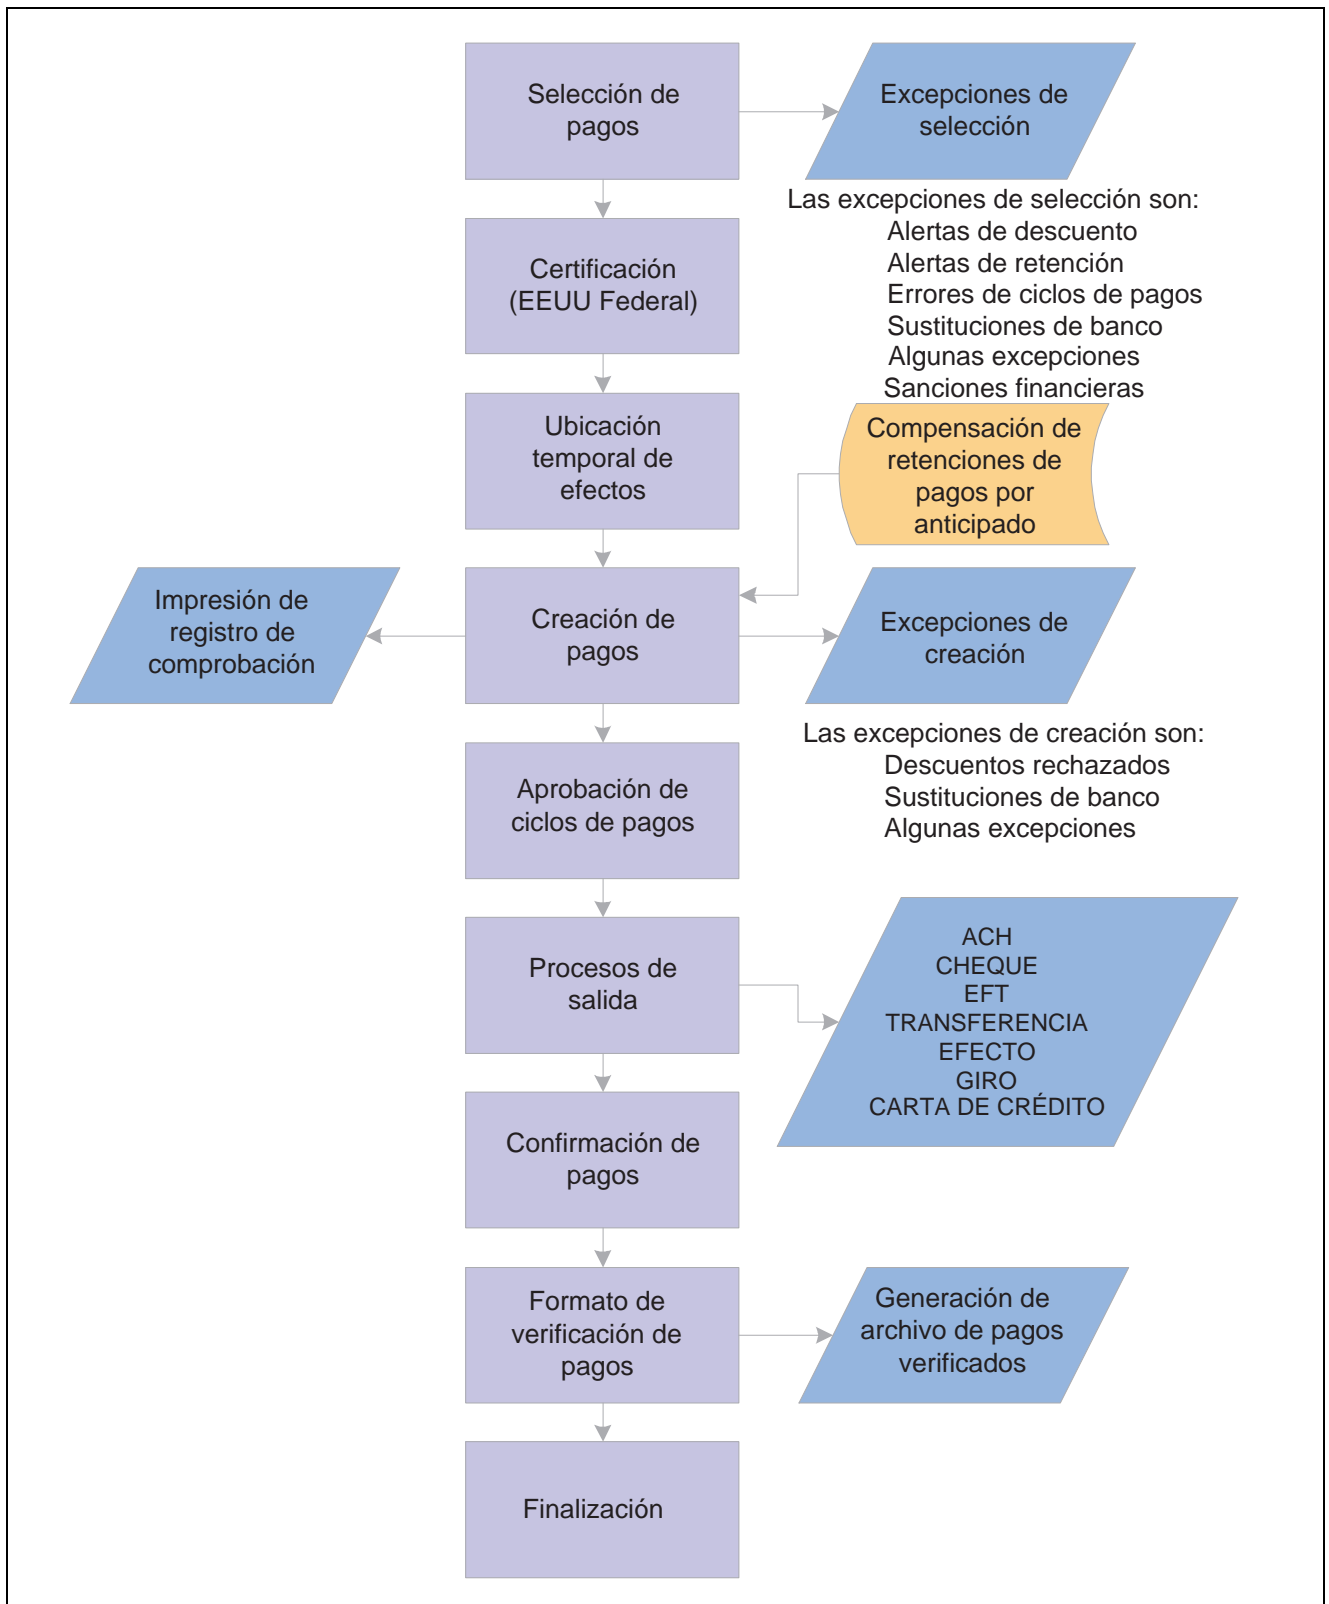 Selección de
pagos
Excepciones de
selección
Las excepciones de selección son:
Alertas de descuento
Alertas de retención
Errores de ciclos de pagos
Sustituciones de banco
Algunas excepciones
Sanciones financieras
Certificación
(EEUU Federal)
Ubicación
temporal de
efectos
Compensación de
retenciones de
pagos por
anticipado
Impresión de
registro de
comprobación
Creación de
pagos
Excepciones de
creación
Las excepciones de creación son:
Descuentos rechazados
Sustituciones de banco
Algunas excepciones
Aprobación de
ciclos de pagos
Procesos de
salida
ACH
CHEQUE
EFT
TRANSFERENCIA
EFECTO
GIRO
CARTA DE CRÉDITO
Confirmación de
pagos
Formato de
verificación de
pagos
Generación de
archivo de pagos
verificados
Finalización